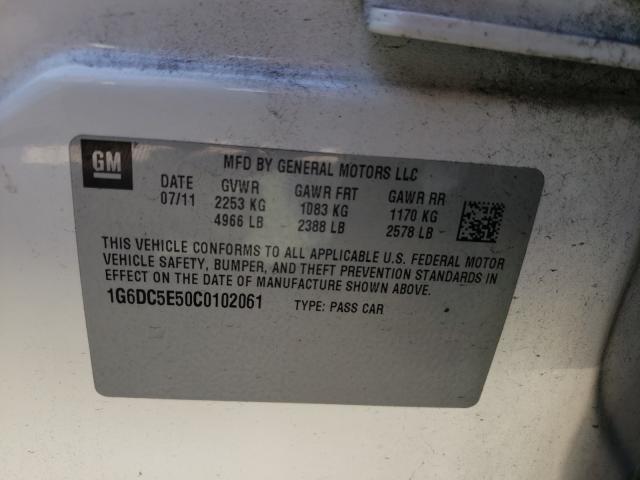 GM
MFD BY GENERAL MOTORS LLC
DATE GVWR GAWR FRT GAWR RR
07/11 2253 KG 1083 KG 1170 KG
4966 LB 2388 LB 2578 LB
THIS VEHICLE CONFORMS TO ALL APPLICABLE U.S. FEDERAL MOTOR
VEHICLE SAFETY, BUMPER, AND THEFT PREVENTION STANDARDS IN
EFFECT ON THE DATE OF MANUFACTURE SHOWN ABOVE.
1G6DC5E50C0102061 TYPE: PASS CAR